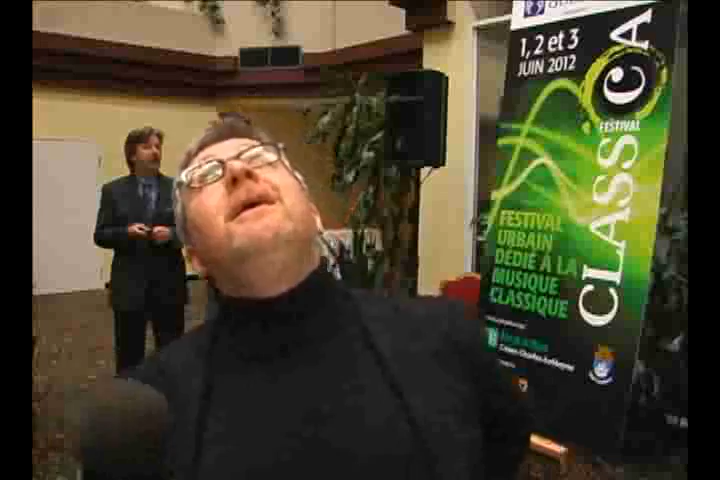 1, 2 et 3
JUIN 2012
FESTIVAL
CLASSICA
FESTIVAL
URBAIN
DÉDIÉ À LA
MUSIQUE
CLASSIQUE